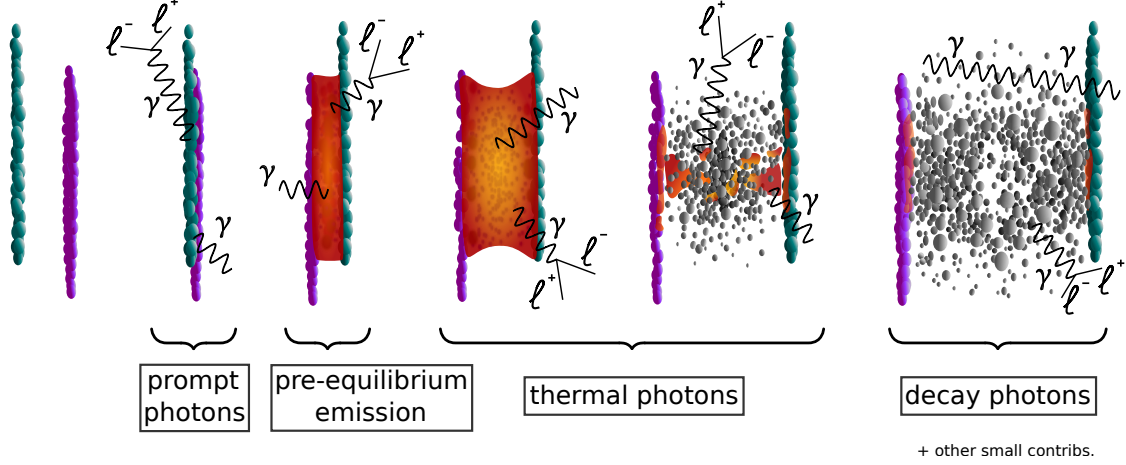 ℓ⁺
ℓ⁻
γ
γ
ℓ⁻
ℓ⁺
γ
γ
γ
γ
ℓ⁻
ℓ⁺
ℓ⁺
ℓ⁻
γ
γ
γ
γ
γ
ℓ⁺
ℓ⁻
prompt
photons
pre-equilibrium
emission
thermal photons
decay photons
+ other small contribs.